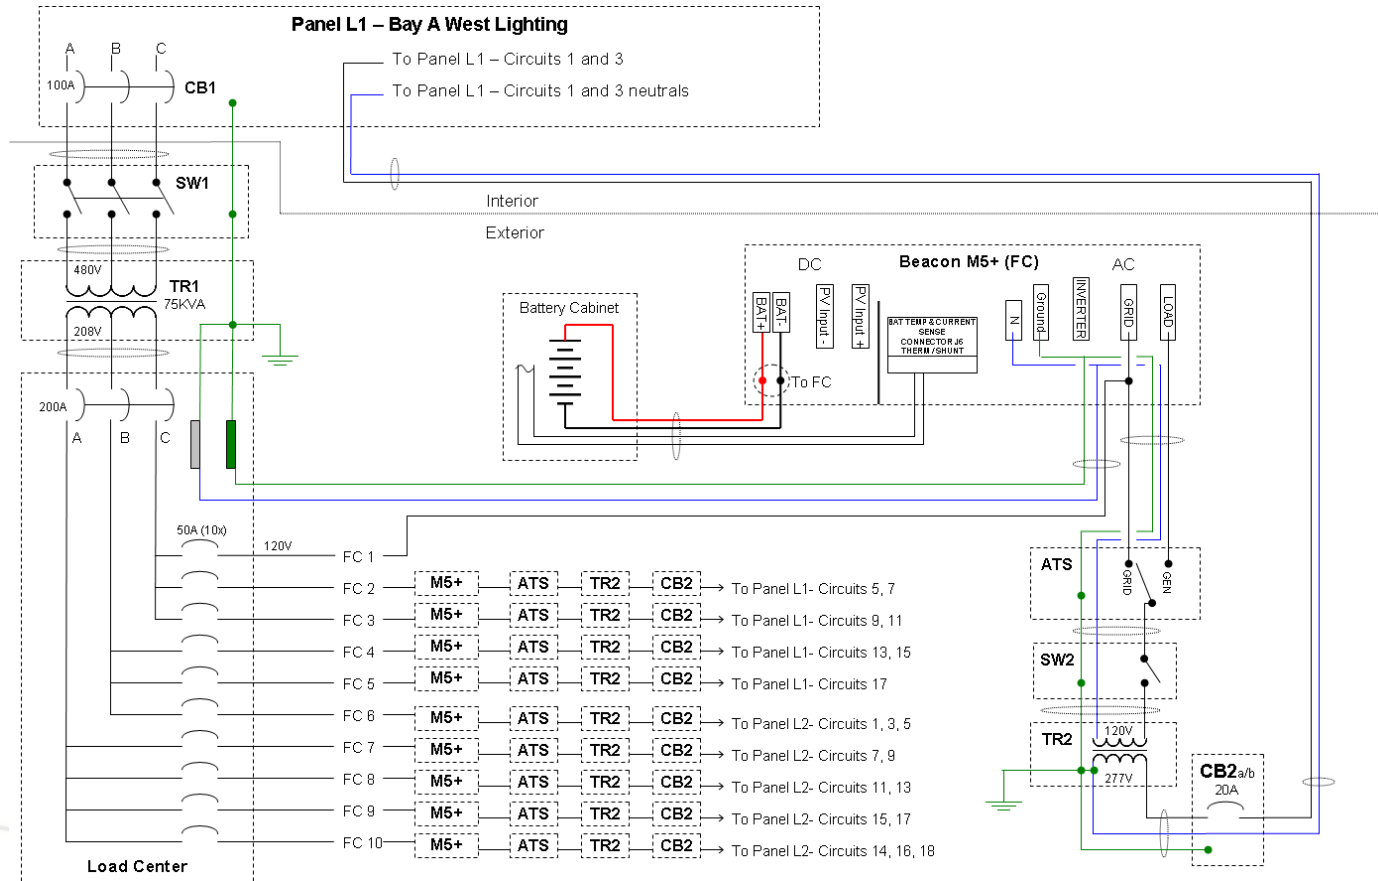 Panel L1 – Bay A West Lighting
A B C
100A
CB1
To Panel L1 – Circuits 1 and 3
To Panel L1 – Circuits 1 and 3 neutrals
SW1
Interior
Exterior
480V
TR1
75KVA
208V
Battery Cabinet
DC
Beacon M5+ (FC)
AC
BAT+
BAT-
PV Input -
PV Input +
BAT TEMP & CURRENT
SENSE
CONNECTOR J6
THERM / SHUNT
N
Ground
INVERTER
GRID
LOAD
To FC
200A
A B C
50A (10x)
120V
FC 1
FC 2 M5+ ATS TR2 CB2 To Panel L1- Circuits 5, 7
FC 3 M5+ ATS TR2 CB2 To Panel L1- Circuits 9, 11
FC 4 M5+ ATS TR2 CB2 To Panel L1- Circuits 13, 15
FC 5 M5+ ATS TR2 CB2 To Panel L1- Circuits 17
FC 6 M5+ ATS TR2 CB2 To Panel L2- Circuits 1, 3, 5
FC 7 M5+ ATS TR2 CB2 To Panel L2- Circuits 7, 9
FC 8 M5+ ATS TR2 CB2 To Panel L2- Circuits 11, 13
FC 9 M5+ ATS TR2 CB2 To Panel L2- Circuits 15, 17
FC 10 M5+ ATS TR2 CB2 To Panel L2- Circuits 14, 16, 18
Load Center
ATS
GRID
GEN
SW2
TR2
120V
277V
CB2a/b
20A